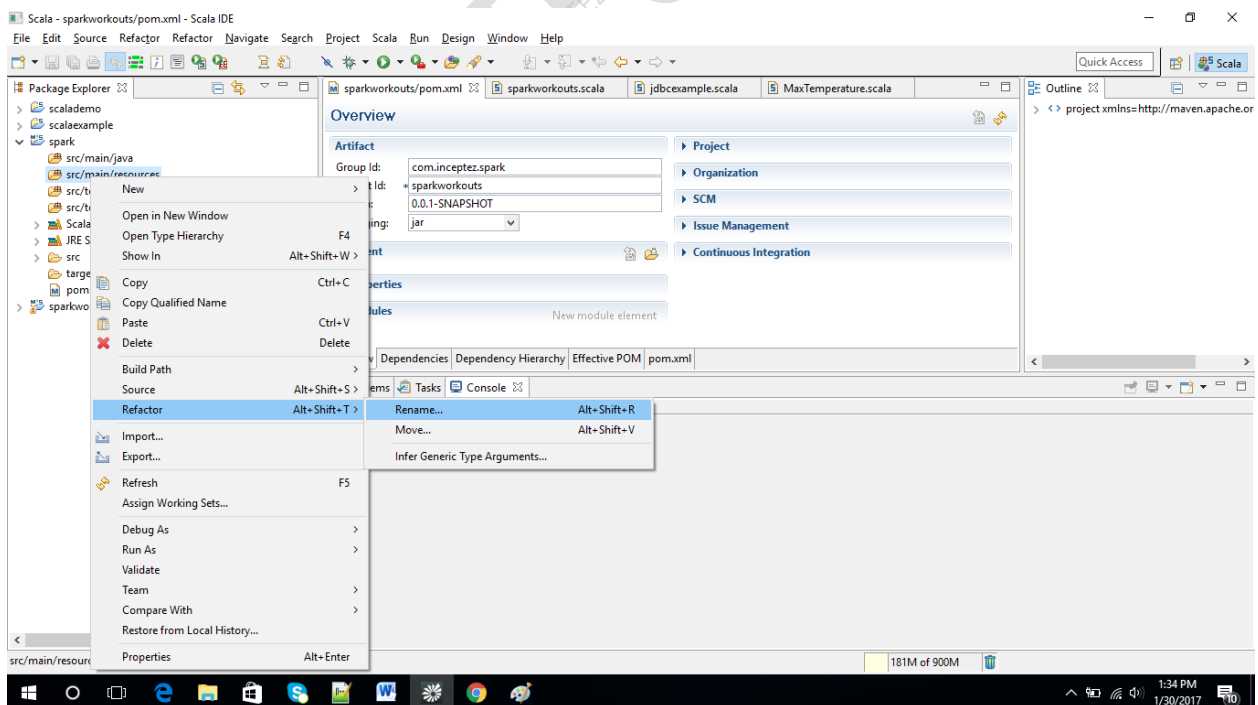 Scala - sparkworkouts/pom.xml - Scala IDE
File Edit Source Refactor Refactor Navigate Search Project Scala Run Design Window Help
Quick Access
Scala
Package Explorer
scalademo
scalaexample
spark
src/main/java
src/main/resources
src/t
src/t
Scala
JRE S
src
targe
pom
sparkwo
New
Open in New Window
Open Type Hierarchy F4
Show In Alt+Shift+W >
Copy Ctrl+C
Copy Qualified Name
Paste Ctrl+V
Delete Delete
Build Path
Source Alt+Shift+S >
Refactor Alt+Shift+T >
Import...
Export...
Refresh F5
Assign Working Sets...
Debug As
Run As
Validate
Team
Compare With
Restore from Local History...
Properties Alt+Enter
Rename... Alt+Shift+R
Move... Alt+Shift+V
Infer Generic Type Arguments...
sparkworkouts/pom.xml sparkworkouts.scala jdbcexample.scala MaxTemperature.scala
Overview
Artifact
Group Id: com.inceptez.spark
t Id: * sparkworkouts
: 0.0.1-SNAPSHOT
ging: jar
ent
perties
ules New module element
Project
Organization
SCM
Issue Management
Continuous Integration
Dependencies Dependency Hierarchy Effective POM pom.xml
ems Tasks Console
Outline
project xmlns=http://maven.apache.or
src/main/resour
181M of 900M
1:34 PM
1/30/2017
10